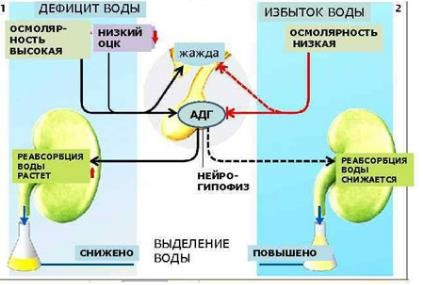 1
ДЕФИЦИТ ВОДЫ
ИЗБЫТОК ВОДЫ
2
ОСМОЛЯР-
НОСТЬ
ВЫСОКАЯ
НИЗКИЙ
ОЦК
жажда
ОСМОЛЯРНОСТЬ
НИЗКАЯ
АДГ
РЕАБСОРБЦИЯ
ВОДЫ
РАСТЕТ
НЕЙРО-
ГИПОФИЗ
РЕАБСОРБЦИЯ
ВОДЫ
СНИЖАЕТСЯ
СНИЖЕНО
ВЫДЕЛЕНИЕ
ВОДЫ
ПОВЫШЕНО